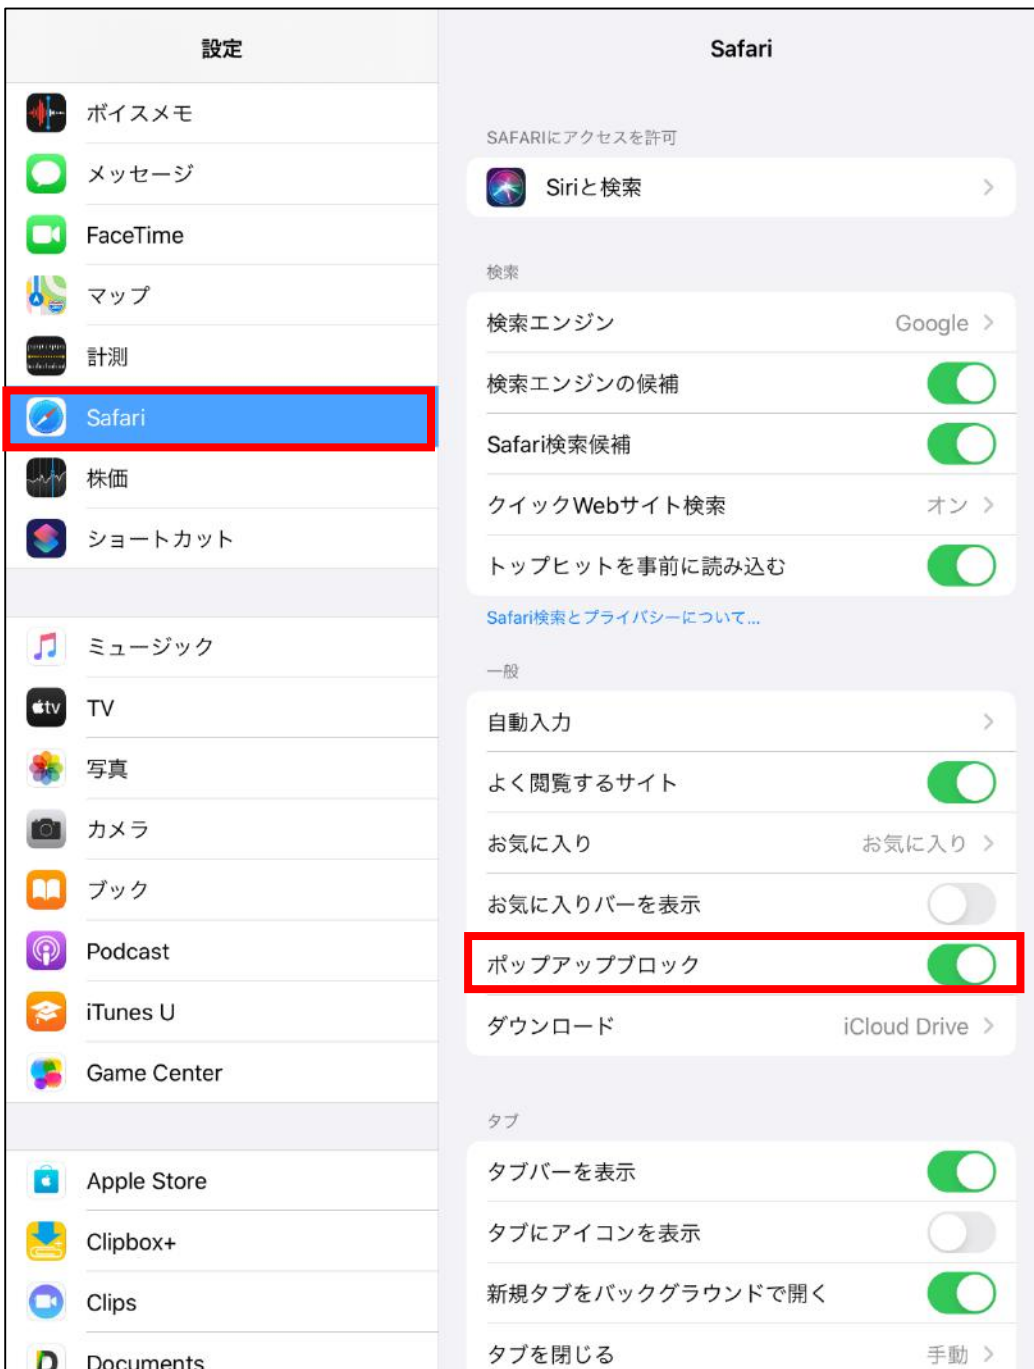 設定
ボイスメモ
メッセージ
FaceTime
マップ
計測
Safari
株価
ショートカット
ミュージック
tv
TV
写真
カメラ
ブック
Podcast
iTunes U
Game Center
Apple Store
Clipbox+
Clips
Documents
Safari
SAFARIにアクセスを許可
Siriと検索
検索
検索エンジン Google
検索エンジンの候補
Safari検索候補
クイックWebサイト検索 オン
トップヒットを事前に読み込む
Safari検索とプライバシーについて...
一般
自動入力
よく閲覧するサイト
お気に入り お気に入り
お気に入りバーを表示
ポップアップブロック
ダウンロード iCloud Drive
タブ
タブバーを表示
タブにアイコンを表示
新規タブをバックグラウンドで開く
タブを閉じる 手動